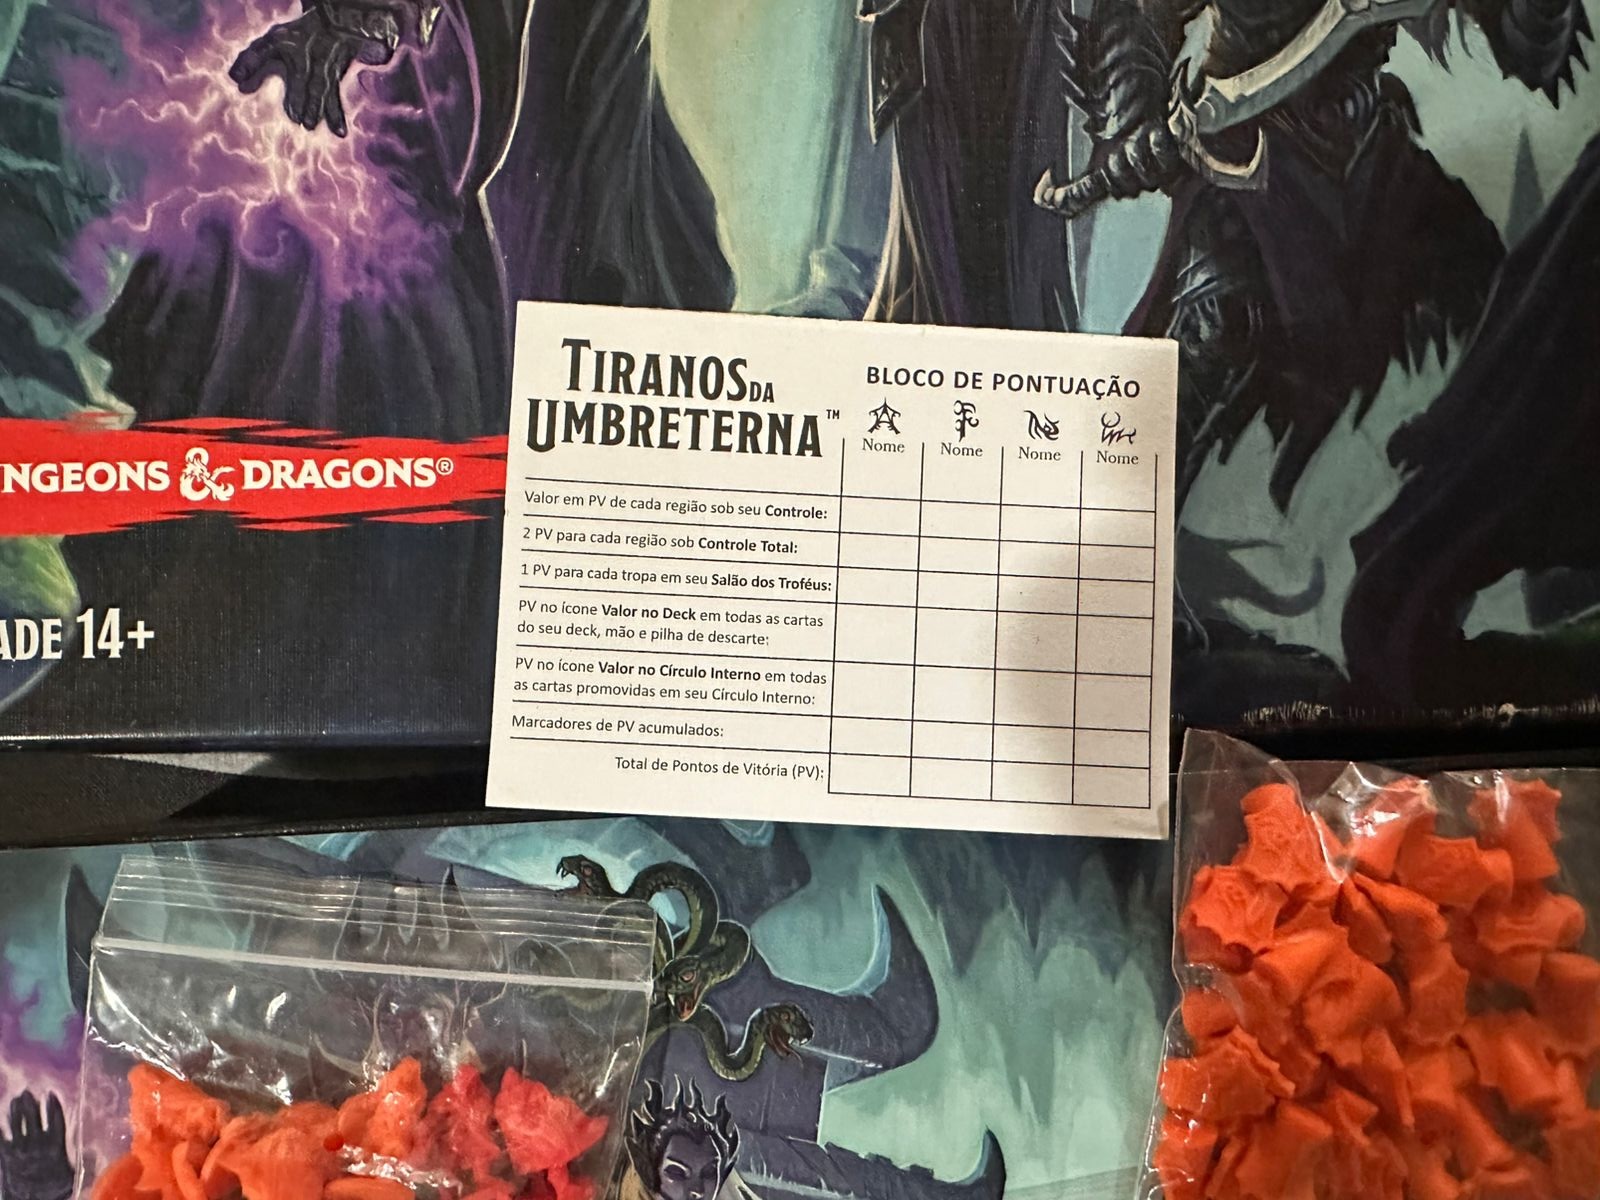 TIRANOS DA
UMBRETERNA™
BLOCO DE PONTUAÇÃO
Nome Nome Nome Nome
Valor em PV de cada região sob seu Controle:
2 PV para cada região sob Controle Total:
1 PV para cada tropa em seu Salão dos Troféus:
PV no ícone Valor no Deck em todas as cartas
do seu deck, mão e pilha de descarte:
PV no ícone Valor no Círculo Interno em todas
as cartas promovidas em seu Círculo Interno:
Marcadores de PV acumulados:
Total de Pontos de Vitória (PV):
NGEONS & DRAGONS®
ADE 14+